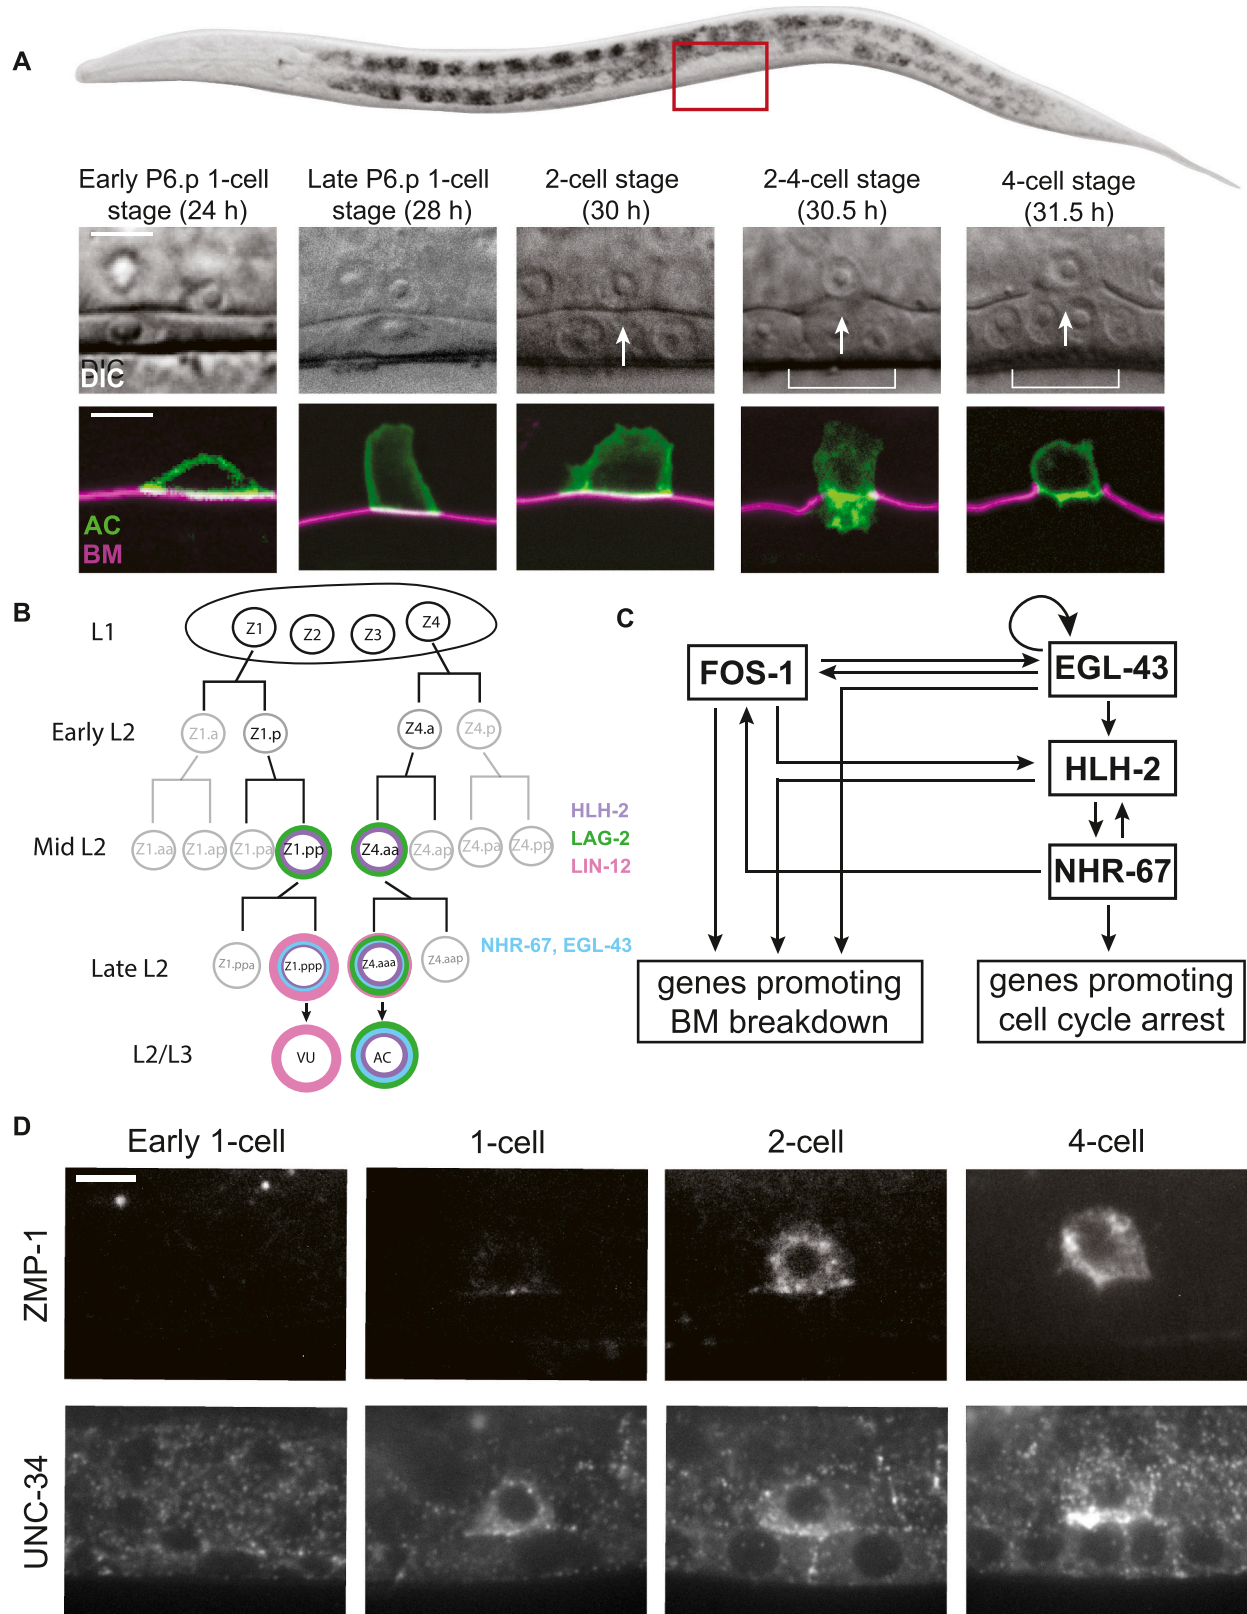 A
Early P6.p 1-cell
stage (24 h)
Late P6.p 1-cell
stage (28 h)
2-cell stage
(30 h)
2-4-cell stage
(30.5 h)
4-cell stage
(31.5 h)
DIC
DIC
AC
BM
B
L1
Z1
Z2
Z3
Z4
Early L2
Z1.a
Z1.p
Z4.a
Z4.p
Mid L2
Z1.aa
Z1.ap
Z1.pa
Z1.pp
Z4.aa
Z4.ap
Z4.pa
Z4.pp
HLH-2
LAG-2
LIN-12
Late L2
Z1.ppa
Z1.ppp
Z4.aaa
Z4.aap
NHR-67, EGL-43
L2/L3
VU
AC
C
FOS-1
EGL-43
HLH-2
NHR-67
genes promoting
BM breakdown
genes promoting
cell cycle arrest
D
Early 1-cell
1-cell
2-cell
4-cell
ZMP-1
UNC-34